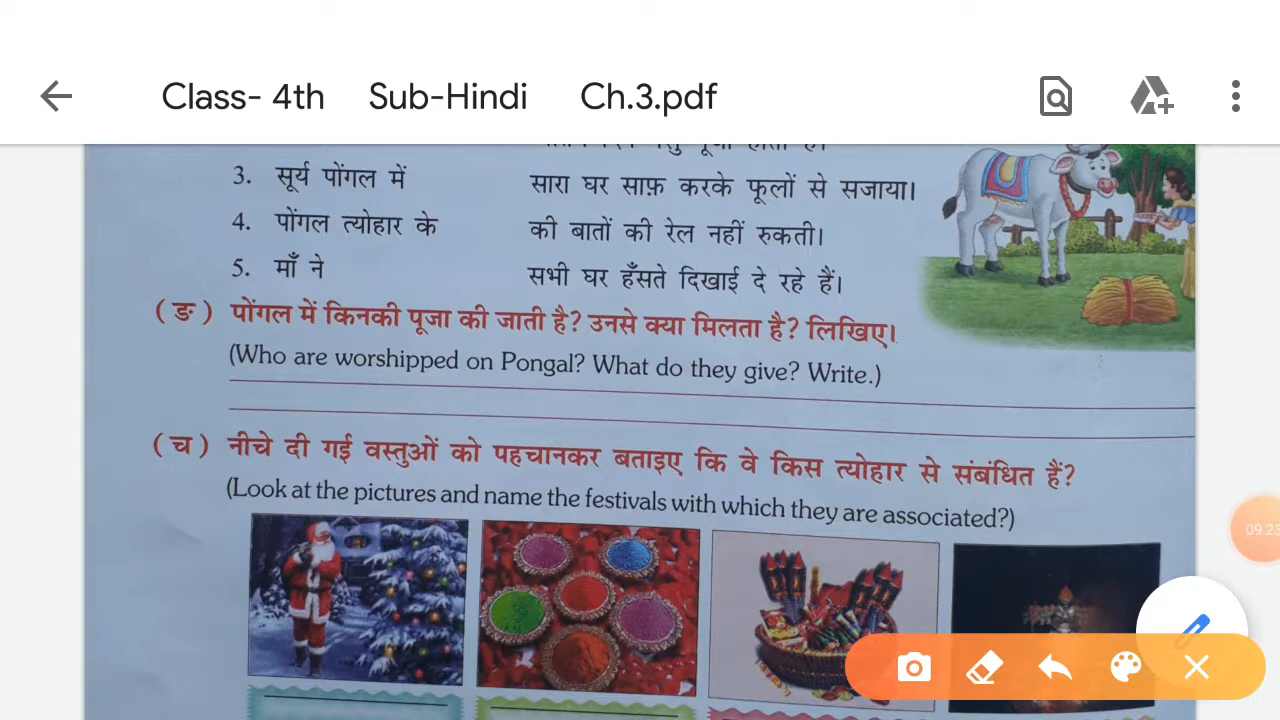 Class- 4th Sub-Hindi Ch.3.pdf
3. सूर्य पोंगल में सारा घर साफ़ करके फूलों से सजाया।
4. पोंगल त्योहार के की बातों की रेल नहीं रुकती।
5. माँ ने सभी घर हँसते दिखाई दे रहे हैं।
(ङ) पोंगल में किनकी पूजा की जाती है? उनसे क्या मिलता है? लिखिए।
(Who are worshipped on Pongal? What do they give? Write.)
(च) नीचे दी गई वस्तुओं को पहचानकर बताइए कि वे किस त्योहार से संबंधित हैं?
(Look at the pictures and name the festivals with which they are associated?)
09:23